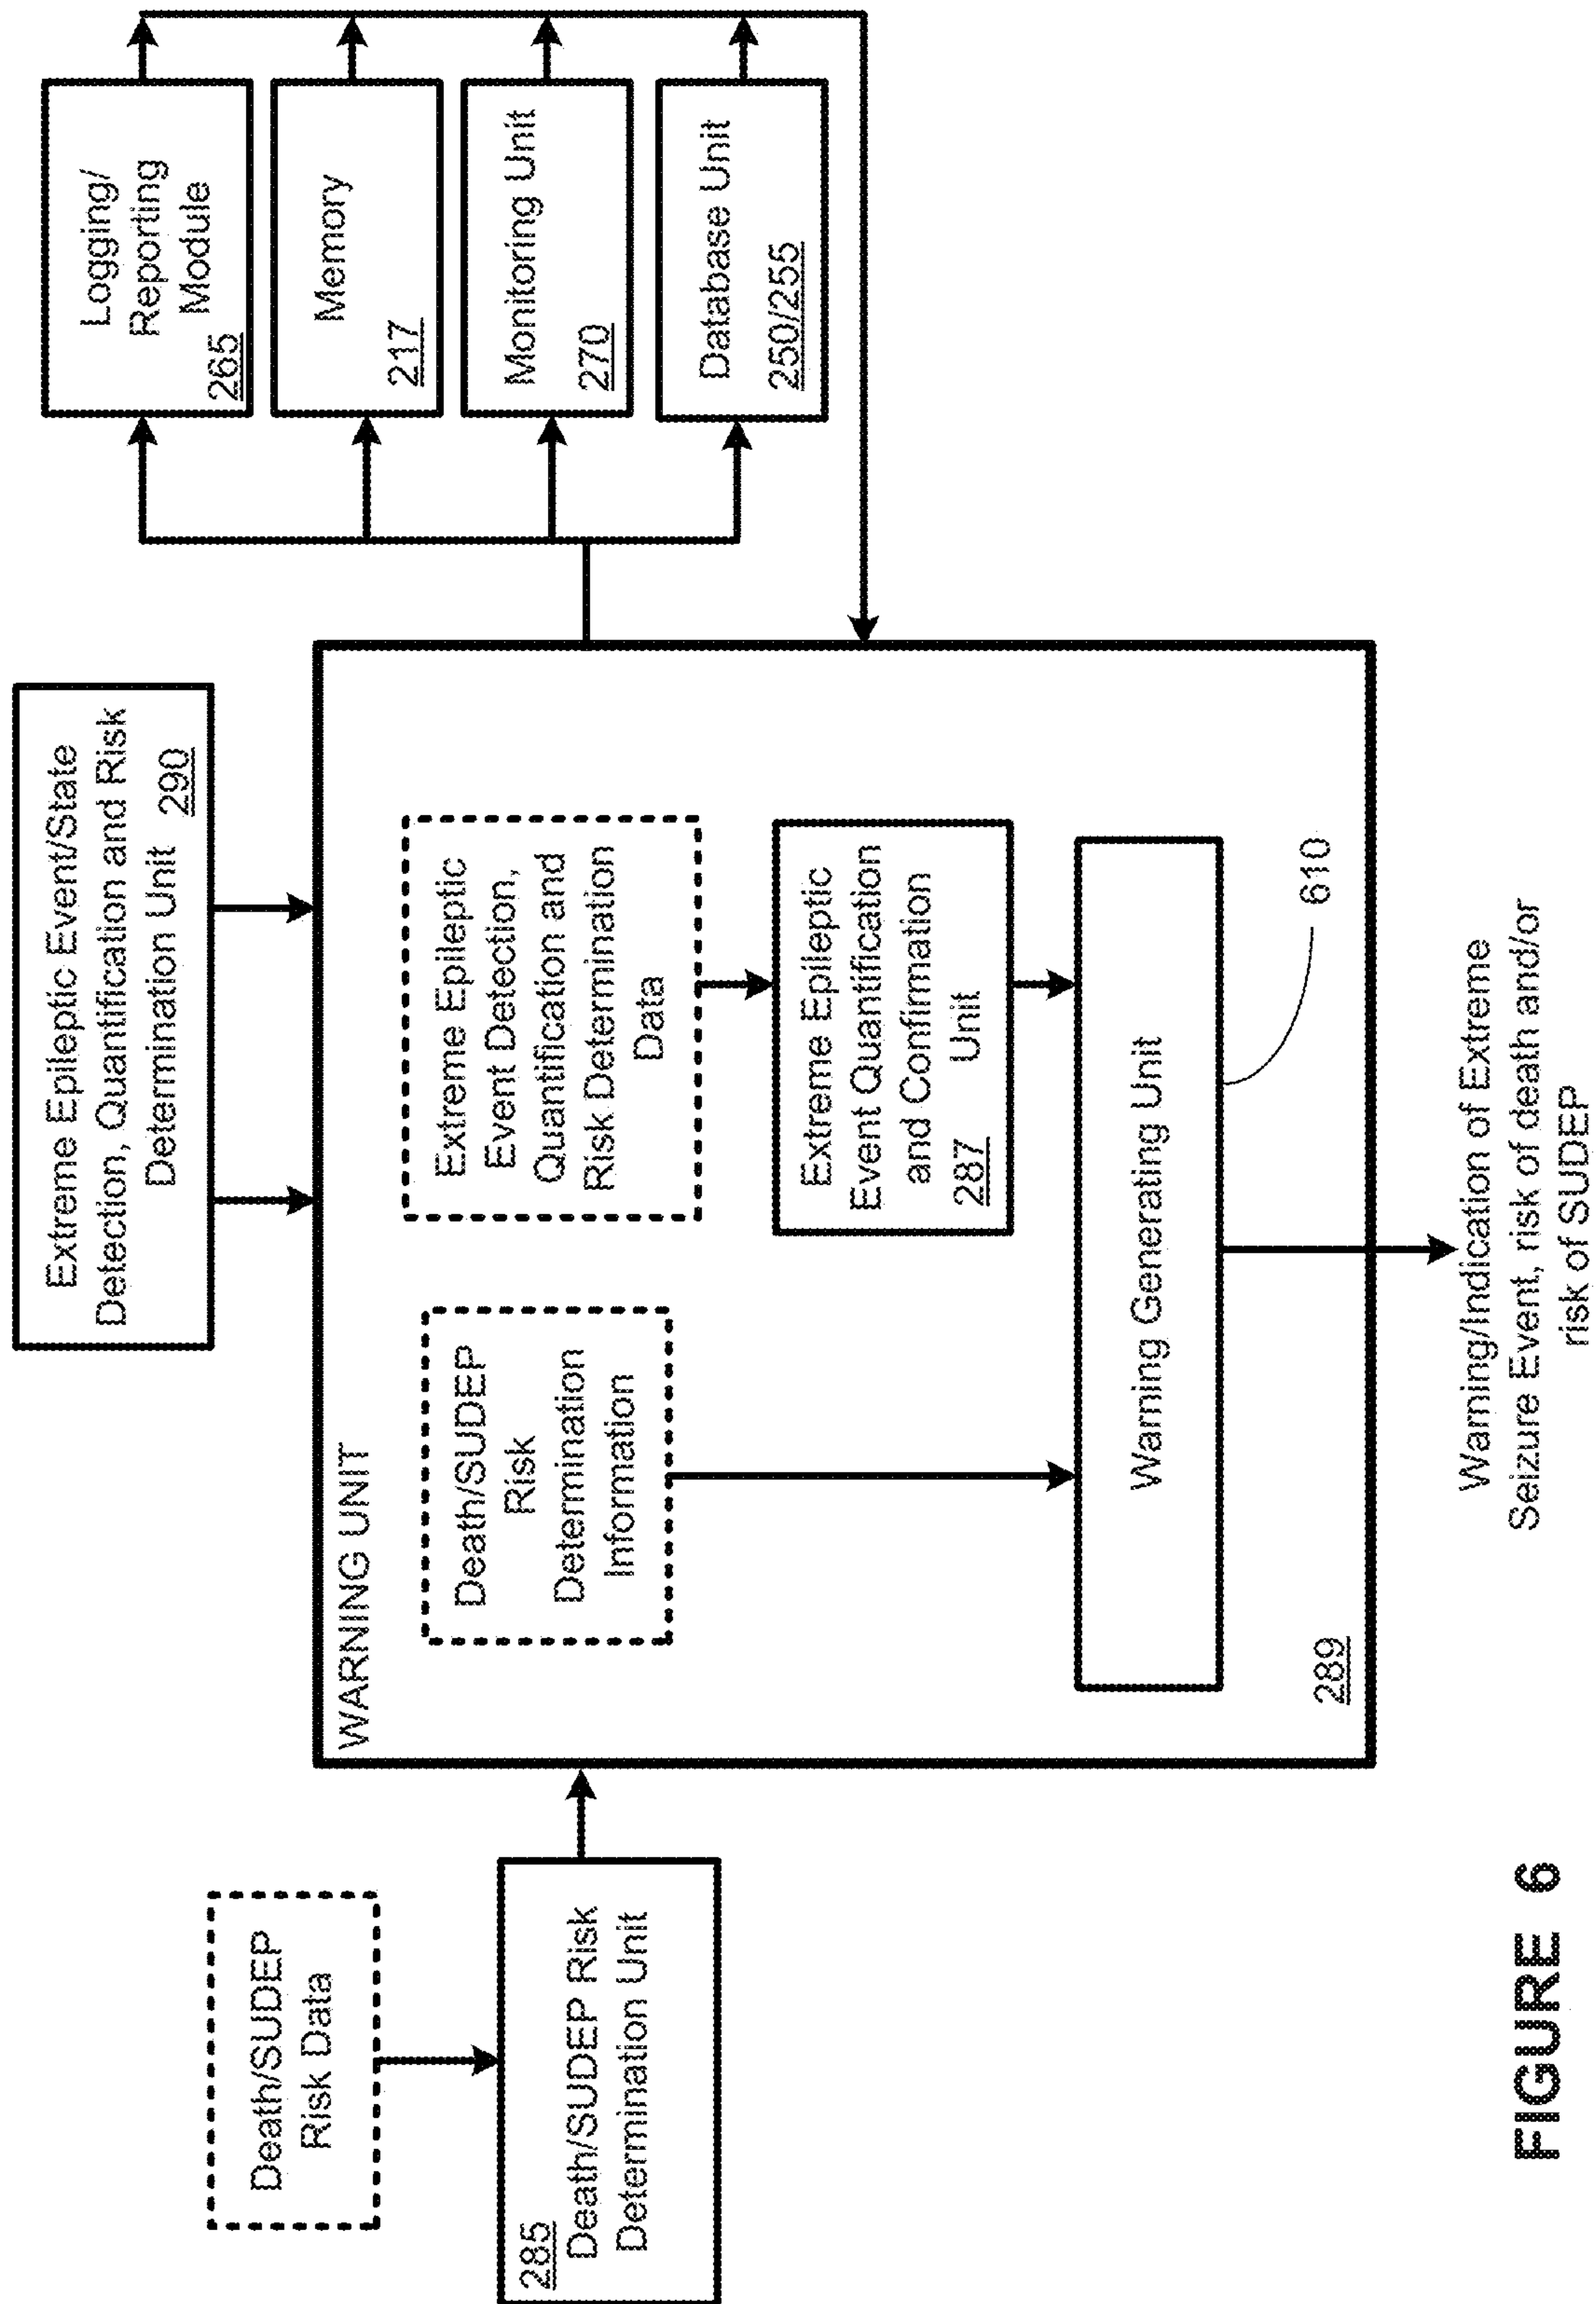 Extreme Epileptic Event/State
Detection, Quantification and Risk
Determination Unit 290
Logging/
Reporting
Module
265
Memory
217
Monitoring Unit
270
Database Unit
250/255
Death/SUDEP
Risk Data
285
Death/SUDEP Risk
Determination Unit
WARNING UNIT
Death/SUDEP
Risk
Determination
Information
Extreme Epileptic
Event Detection,
Quantification and
Risk Determination
Data
Extreme Epileptic
Event Quantification
and Confirmation
287 Unit
Warning Generating Unit
610
289
Warning/Indication of Extreme
Seizure Event, risk of death and/or
risk of SUDEP
FIGURE 6